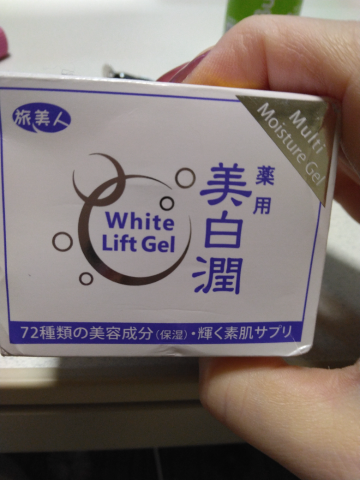 旅美人
Multi
Moisture Gel
薬用
美白潤
White
Lift Gel
72種類の美容成分(保湿)・輝く素肌サプリ